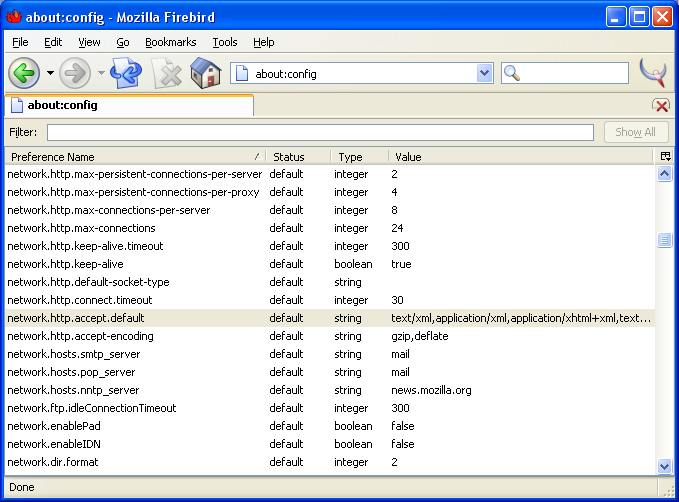 about:config - Mozilla Firebird
File Edit View Go Bookmarks Tools Help
about:config
about:config
Filter: Show All
Preference Name Status Type Value
network.http.max-persistent-connections-per-server default integer 2
network.http.max-persistent-connections-per-proxy default integer 4
network.http.max-connections-per-server default integer 8
network.http.max-connections default integer 24
network.http.keep-alive.timeout default integer 300
network.http.keep-alive default boolean true
network.http.default-socket-type default string
network.http.connect.timeout default integer 30
network.http.accept.default default string text/xml,application/xml,application/xhtml+xml,text...
network.http.accept-encoding default string gzip,deflate
network.hosts.smtp_server default string mail
network.hosts.pop_server default string mail
network.hosts.nntp_server default string news.mozilla.org
network.ftp.idleConnectionTimeout default integer 300
network.enablePad default boolean false
network.enableIDN default boolean false
network.dir.format default integer 2
Done